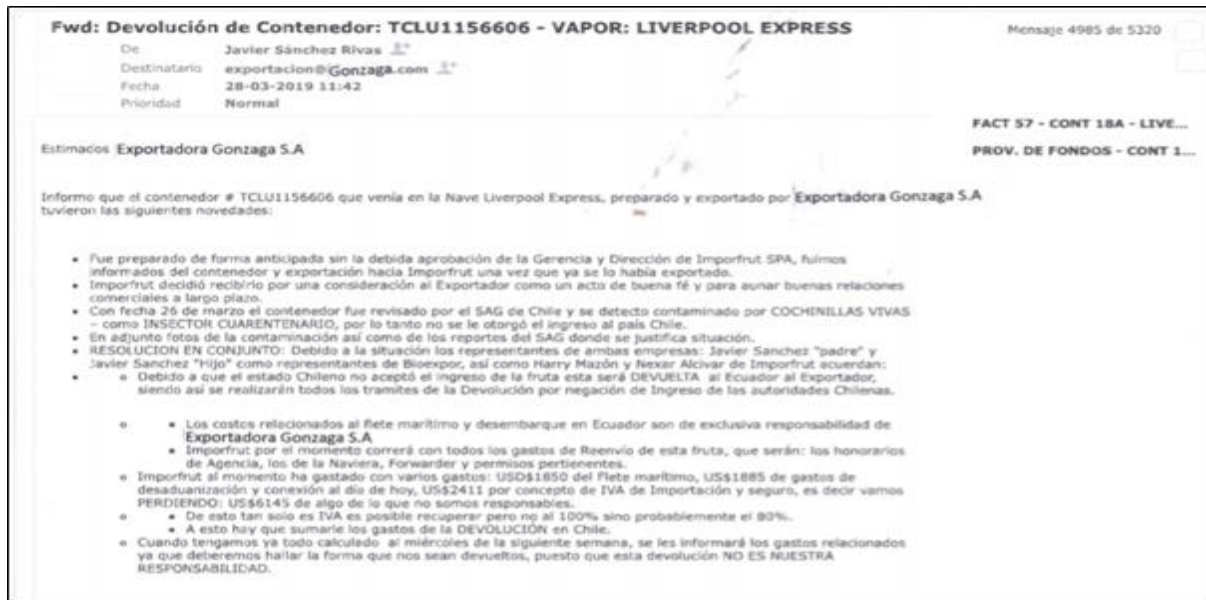 Fwd: Devolución de Contenedor: TCLU1156606 - VAPOR: LIVERPOOL EXPRESS
Mensaje 4985 de 5320
De Javier Sánchez Rivas
Destinatario exportacion@Gonzaga.com
Fecha 28-03-2019 11:42
Prioridad Normal
FACT 57 - CONT 18A - LIVE...
Estimados Exportadora Gonzaga S.A
PROV. DE FONDOS - CONT 1...
Informo que el contenedor # TCLU1156606 que venía en la Nave Liverpool Express, preparado y exportado por Exportadora Gonzaga S.A
tuvieron las siguientes novedades:
• Fue preparado de forma anticipada sin la debida aprobación de la Gerencia y Dirección de Imporfrut SPA, fuimos
informados del contenedor y exportación hacia Imporfrut una vez que ya se lo había exportado.
• Imporfrut decidió recibirlo por una consideración al Exportador como un acto de buena fé y para aunar buenas relaciones
comerciales a largo plazo.
• Con fecha 26 de marzo el contenedor fue revisado por el SAG de Chile y se detecto contaminado por COCHINILLAS VIVAS
– como INSECTOR CUARENTENARIO, por lo tanto no se le otorgó el ingreso al país Chile.
• En adjunto fotos de la contaminación así como de los reportes del SAG donde se justifica situación.
• RESOLUCION EN CONJUNTO: Debido a la situación los representantes de ambas empresas: Javier Sanchez "padre" y
Javier Sanchez "Hijo" como representantes de Bioexpor, así como Harry Mazón y Nexar Alcivar de Imporfrut acuerdan:
• o Debido a que el estado Chileno no aceptó el ingreso de la fruta esta será DEVUELTA al Ecuador al Exportador,
siendo así se realizarán todos los tramites de la Devolución por negación de Ingreso de las autoridades Chilenas.
o • Los costos relacionados al flete marítimo y desembarque en Ecuador son de exclusiva responsabilidad de
Exportadora Gonzaga S.A
• Imporfrut por el momento correrá con todos los gastos de Reenvío de esta fruta, que serán: los honorarios
de Agencia, los de la Naviera, Forwarder y permisos pertinentes.
o Imporfrut al momento ha gastado con varios gastos: USD$1850 del Flete marítimo, US$1885 de gastos de
desaduanización y conexión al día de hoy, US$2411 por concepto de IVA de Importación y seguro, es decir vamos
PERDIENDO: US$6145 de algo de lo que no somos responsables.
o • De esto tan solo es IVA es posible recuperar pero no al 100% sino probablemente el 80%.
• A esto hay que sumarle los gastos de la DEVOLUCIÓN en Chile.
o Cuando tengamos ya todo calculado al miércoles de la siguiente semana, se les informará los gastos relacionados
ya que deberemos hallar la forma que nos sean devueltos, puesto que esta devolución NO ES NUESTRA
RESPONSABILIDAD.